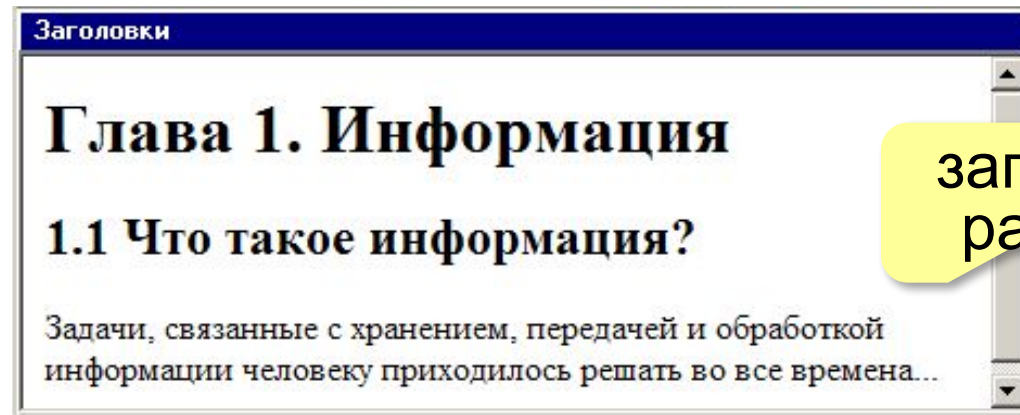 Заголовки
Глава 1. Информация
1.1 Что такое информация?
Задачи, связанные с хранением, передачей и обработкой
информации человеку приходилось решать во все времена...